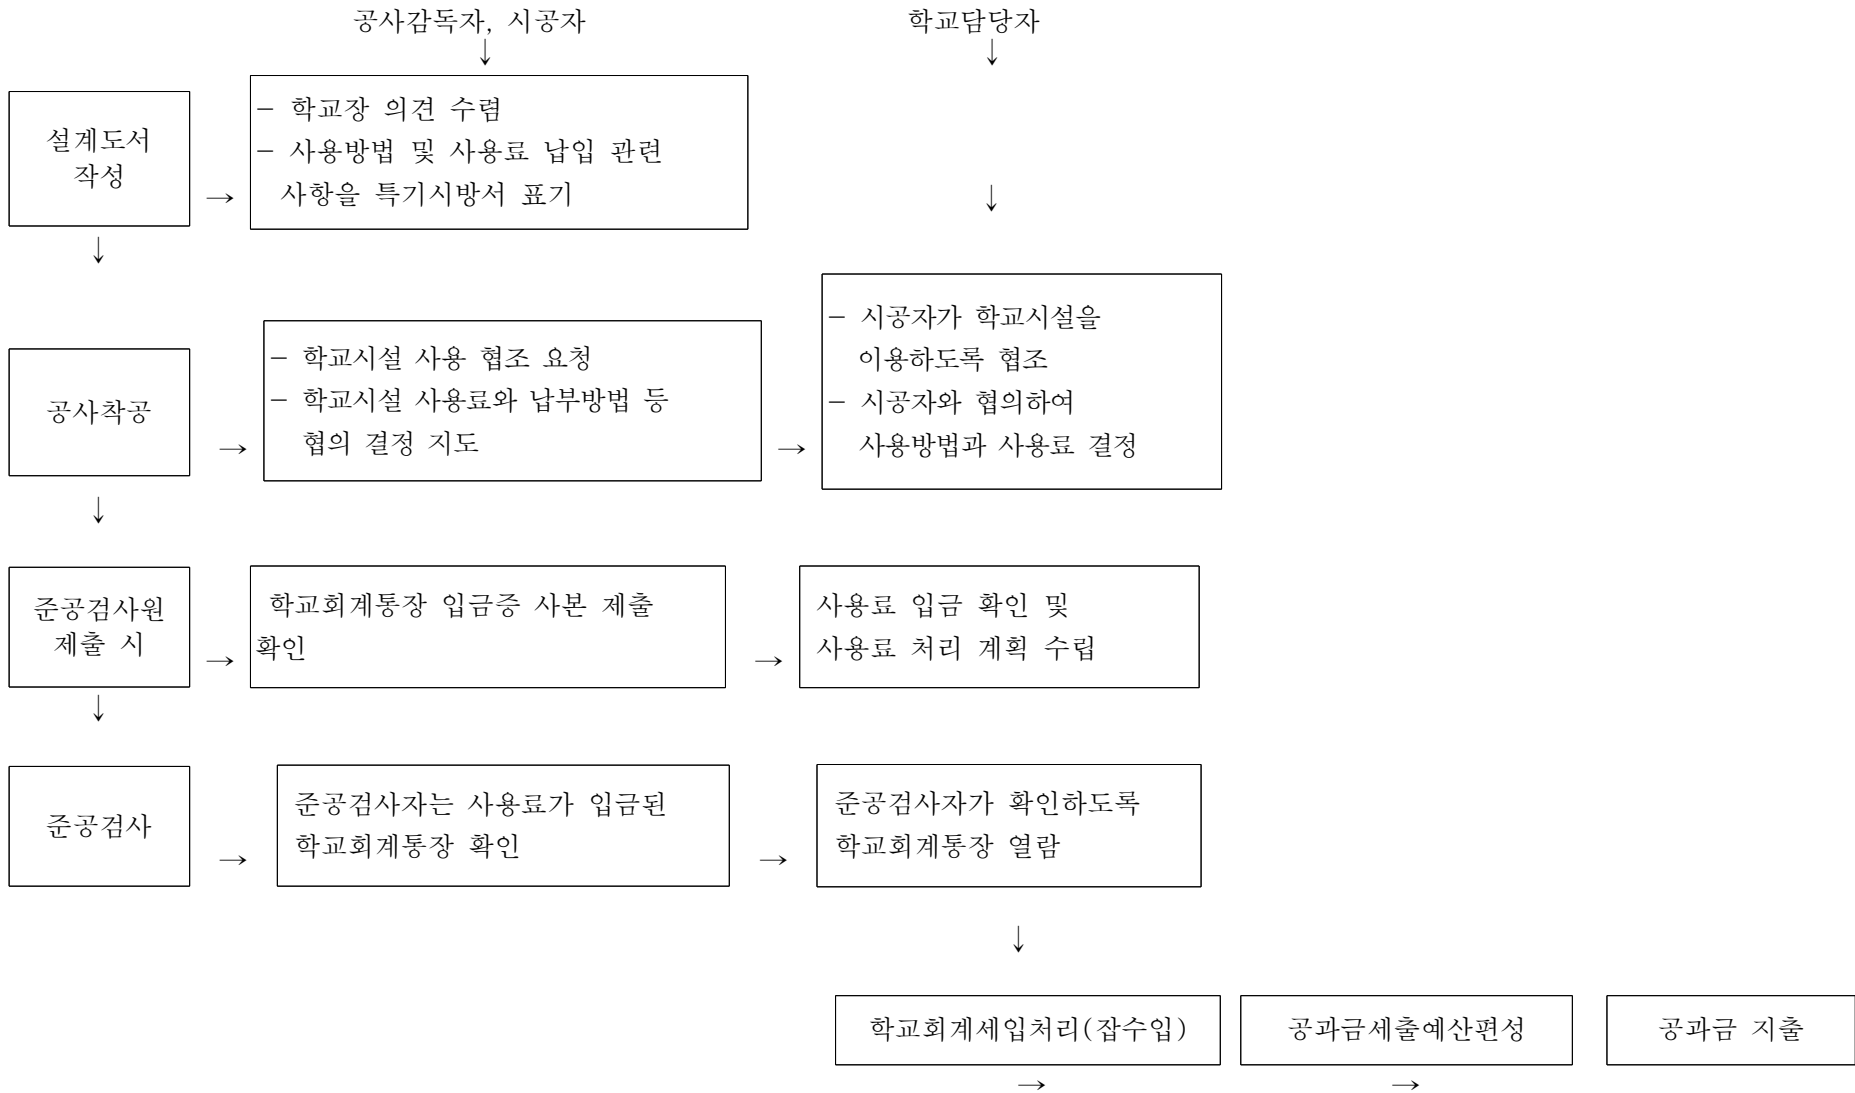 공사감독자, 시공자
학교담당자
↓
↓
설계도서
작성
→
– 학교장 의견 수렴
– 사용방법 및 사용료 납입 관련
사항을 특기시방서 표기
↓
↓
공사착공
→
– 학교시설 사용 협조 요청
– 학교시설 사용료와 납부방법 등
협의 결정 지도
→
– 시공자가 학교시설을
이용하도록 협조
– 시공자와 협의하여
사용방법과 사용료 결정
↓
준공검사원
제출 시
→
학교회계통장 입금증 사본 제출
확인
→
사용료 입금 확인 및
사용료 처리 계획 수립
↓
준공검사
→
준공검사자는 사용료가 입금된
학교회계통장 확인
→
준공검사자가 확인하도록
학교회계통장 열람
↓
학교회계세입처리(잡수입)
→
공과금세출예산편성
→
공과금 지출